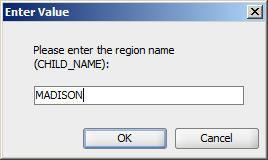 Enter Value
Please enter the region name
(CHILD_NAME):
MADISON
OK
Cancel